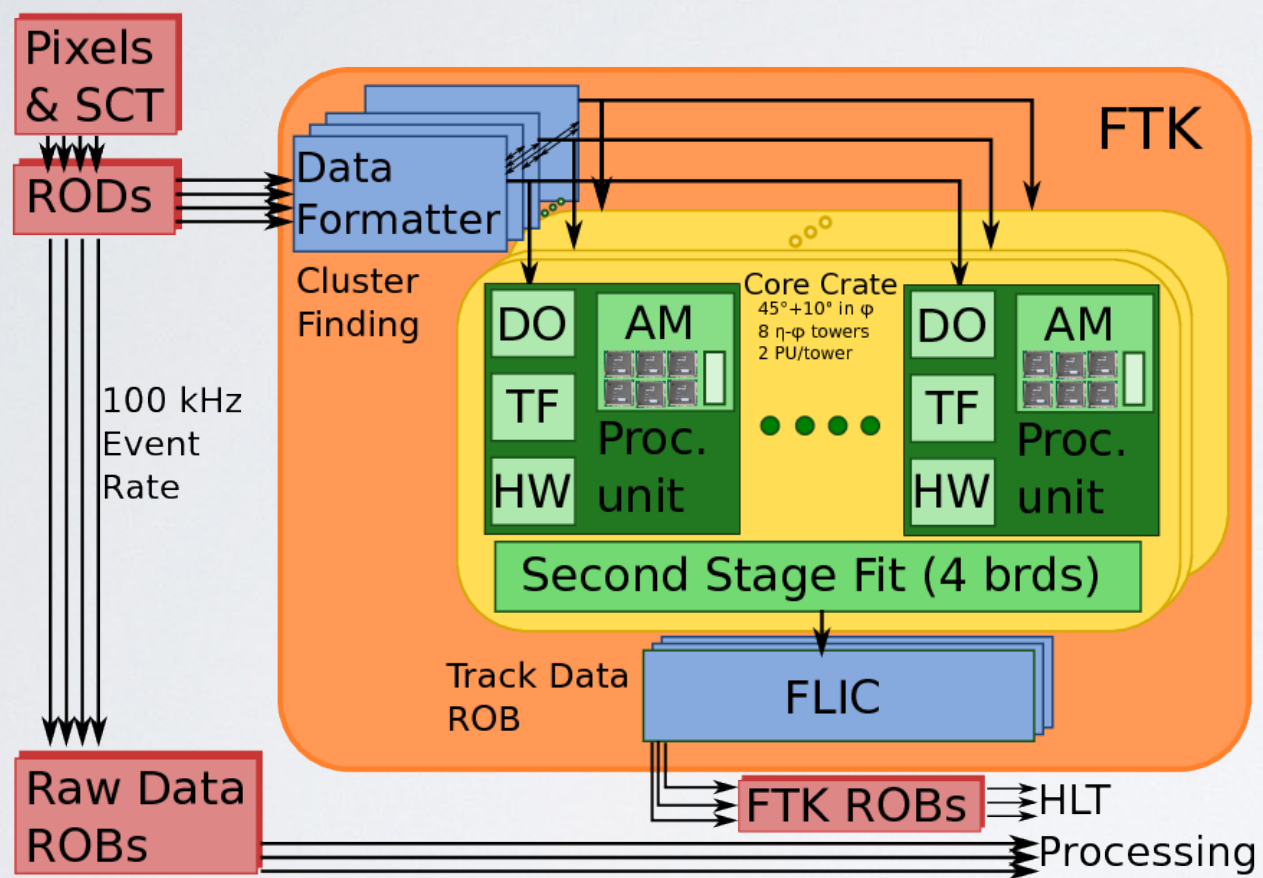 Pixels
& SCT
RODs
Data
Formatter
FTK
Cluster
Finding
100 kHz
Event
Rate
DO
TF
HW
AM
Proc.
unit
Core Crate
45°+10° in φ
8 η-φ towers
2 PU/tower
DO
TF
HW
AM
Proc.
unit
Second Stage Fit (4 brds)
Track Data
ROB
FLIC
Raw Data
ROBs
FTK ROBs
HLT
Processing